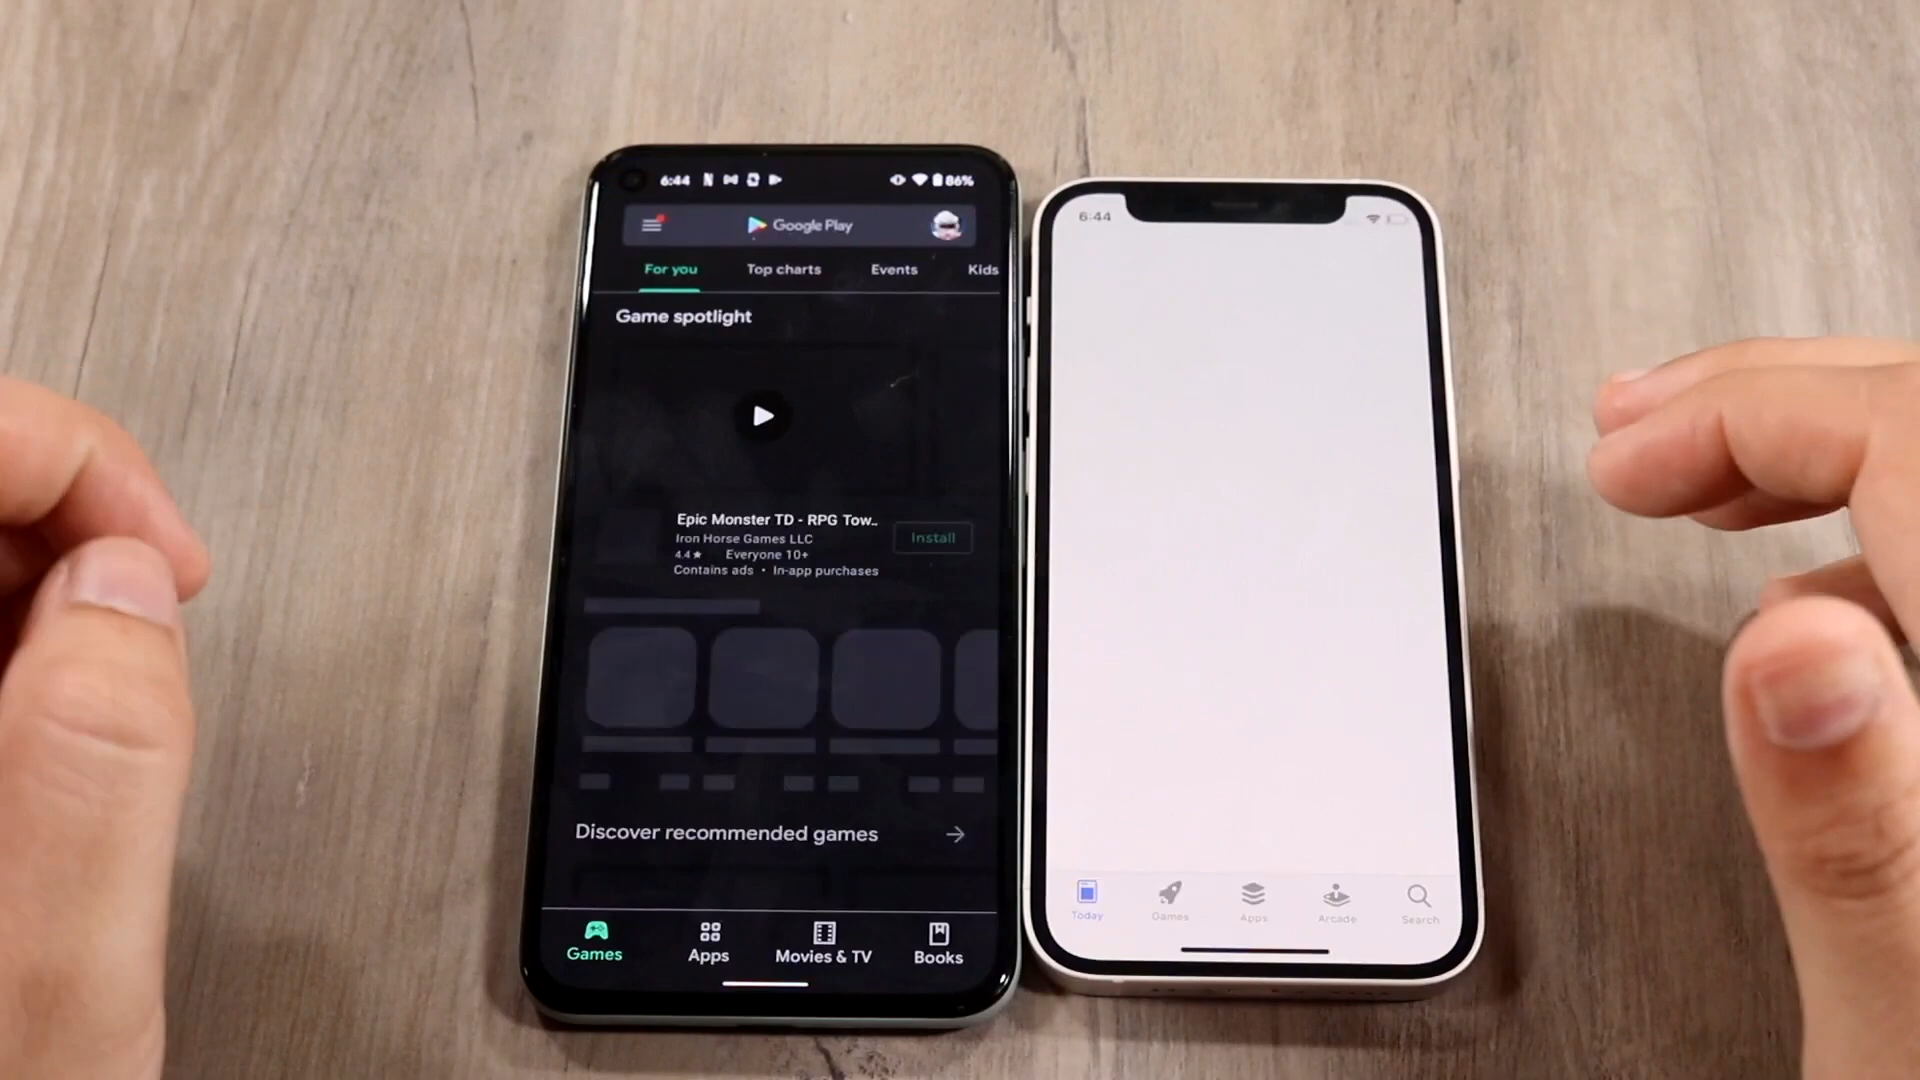 6:44 86%
Google Play
For you Top charts Events Kids
Game spotlight
Epic Monster TD - RPG Tow..
Iron Horse Games LLC
Install
4.4★ Everyone 10+
Contains ads • In-app purchases
Discover recommended games
Games Apps Movies & TV Books
6:44
Today Games Apps Arcade Search